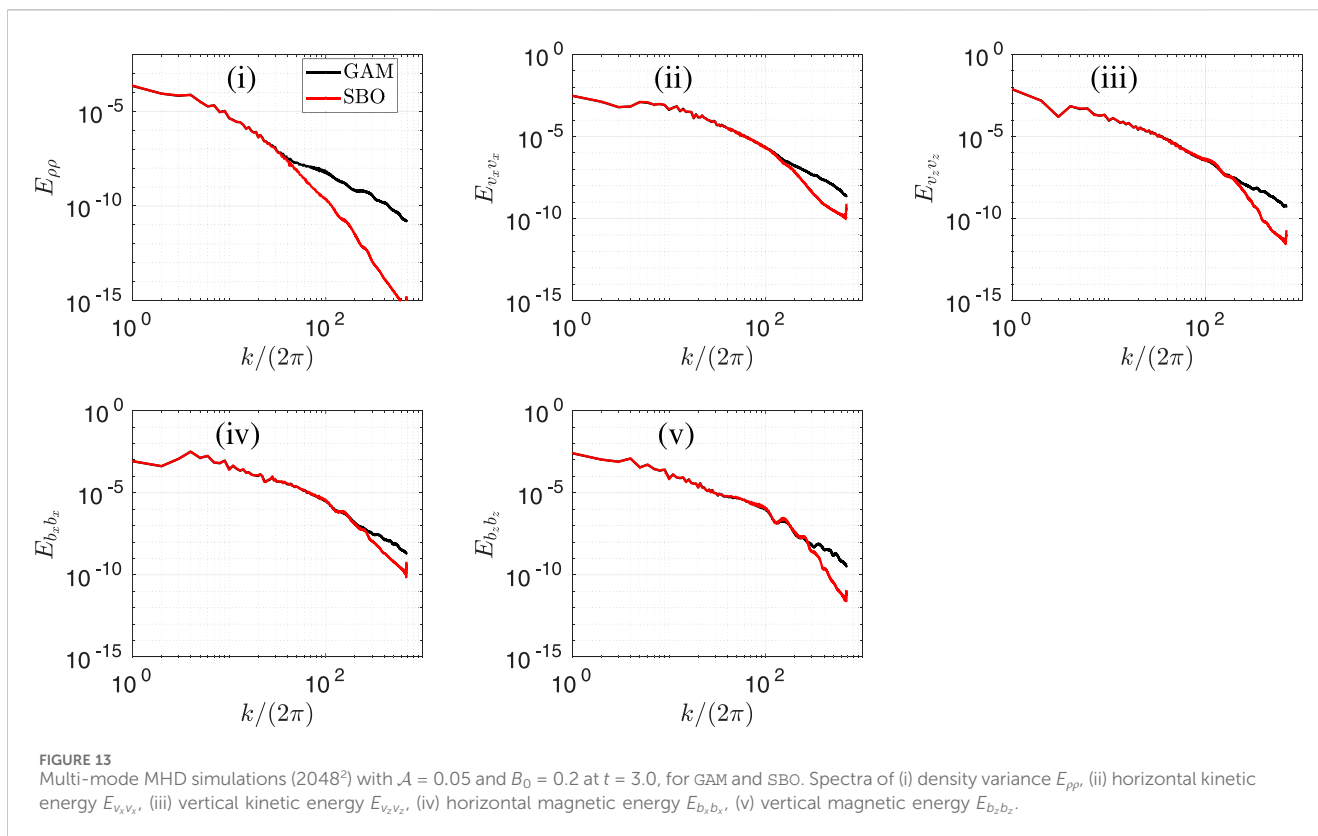 (i)
GAM
SBO
10^-5
10^-10
10^-15
E_ρρ
10^0
10^2
k/(2π)
(ii)
10^0
10^-5
10^-10
10^-15
E_{v_x v_x}
10^0
10^2
k/(2π)
(iii)
10^0
10^-5
10^-10
10^-15
E_{v_z v_z}
10^0
10^2
k/(2π)
(iv)
10^0
10^-5
10^-10
10^-15
E_{b_x b_x}
10^0
10^2
k/(2π)
(v)
10^0
10^-5
10^-10
10^-15
E_{b_z b_z}
10^0
10^2
k/(2π)
FIGURE 13
Multi-mode MHD simulations (2048²) with 𝒜 = 0.05 and B₀ = 0.2 at t = 3.0, for GAM and SBO. Spectra of (i) density variance E_ρρ, (ii) horizontal kinetic
energy E_{v_x v_x}, (iii) vertical kinetic energy E_{v_z v_z}, (iv) horizontal magnetic energy E_{b_x b_x}, (v) vertical magnetic energy E_{b_z b_z}.